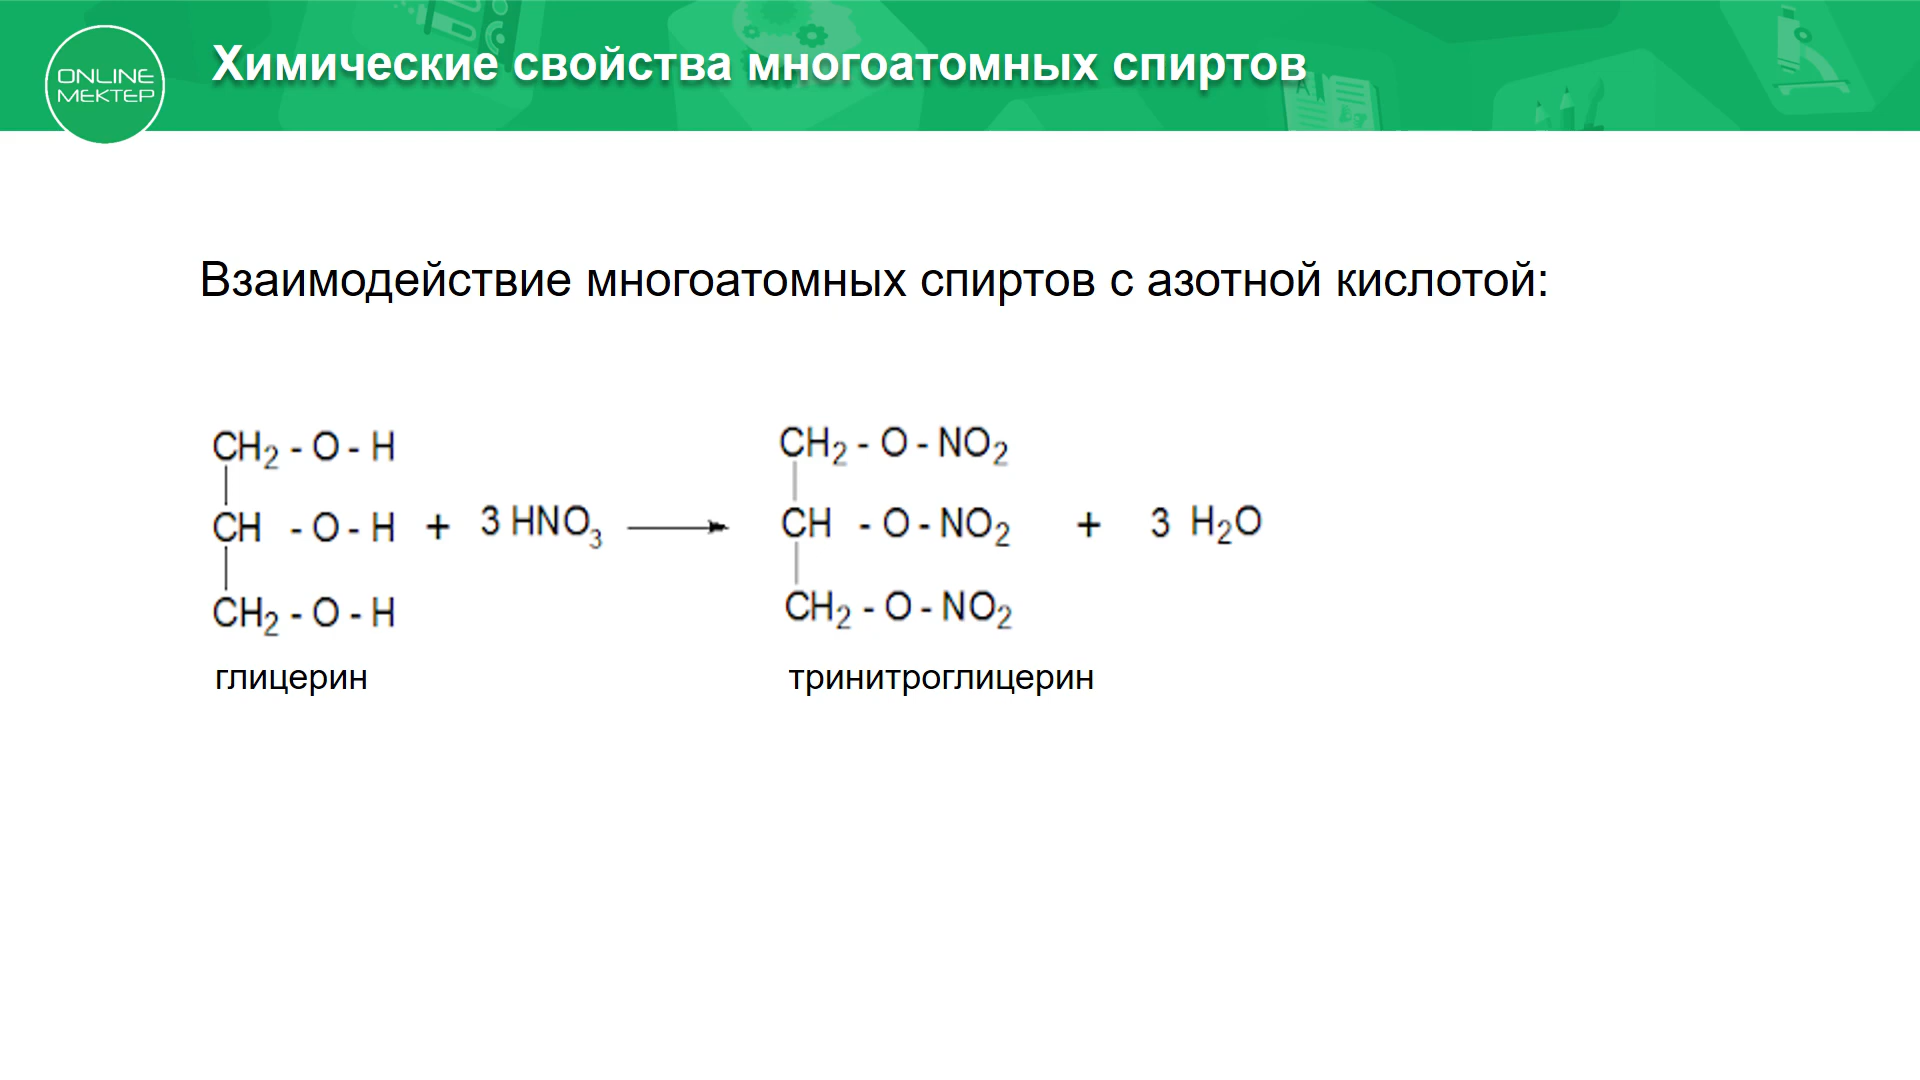 ONLINE
MEKTEP
Химические свойства многоатомных спиртов
Взаимодействие многоатомных спиртов с азотной кислотой:
CH₂ - O - H
CH - O - H + 3 HNO₃ ⟶ CH - O - NO₂ + 3 H₂O
CH₂ - O - H
CH₂ - O - NO₂
CH₂ - O - NO₂
глицерин
тринитроглицерин